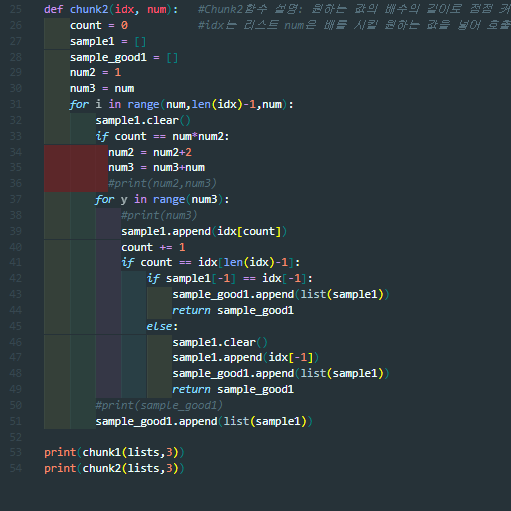 25 def chunk2(idx, num):   #Chunk2함수 설명: 원하는 값의 배수의 길이로 점점 커
26     count = 0           #idx는 리스트 num은 배를 시킬 원하는 값을 넣어 호출
27     sample1 = []
28     sample_good1 = []
29     num2 = 1
30     num3 = num
31     for i in range(num,len(idx)-1,num):
32         sample1.clear()
33         if count == num*num2:
34           num2 = num2+2
35           num3 = num3+num
36           #print(num2,num3)
37         for y in range(num3):
38             #print(num3)
39             sample1.append(idx[count])
40             count += 1
41             if count == idx[len(idx)-1]:
42                 if sample1[-1] == idx[-1]:
43                     sample_good1.append(list(sample1))
44                     return sample_good1
45                 else:
46                     sample1.clear()
47                     sample1.append(idx[-1])
48                     sample_good1.append(list(sample1))
49                     return sample_good1
50         #print(sample_good1)
51         sample_good1.append(list(sample1))
52
53 print(chunk1(lists,3))
54 print(chunk2(lists,3))